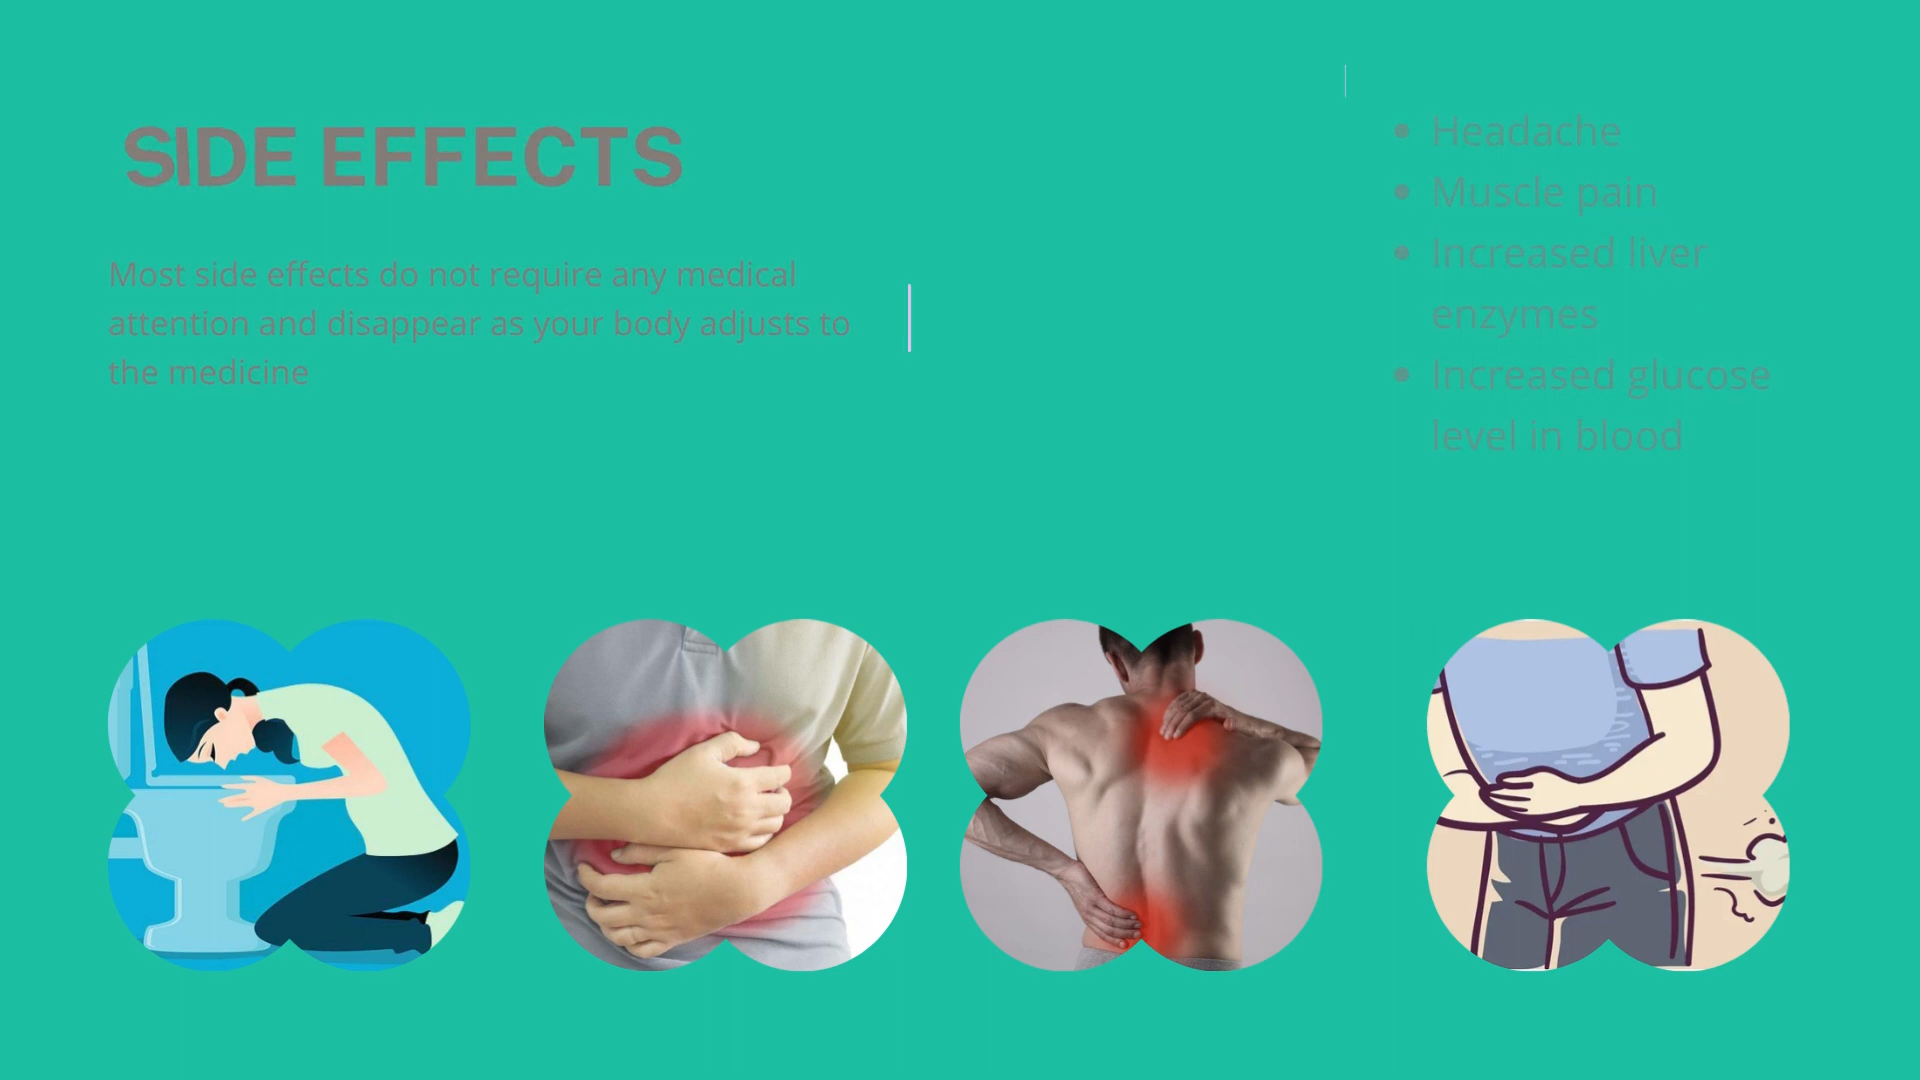 SIDE EFFECTS
Most side effects do not require any medical
attention and disappear as your body adjusts to
the medicine
• Headache
• Muscle pain
• Increased liver
enzymes
• Increased glucose
level in blood